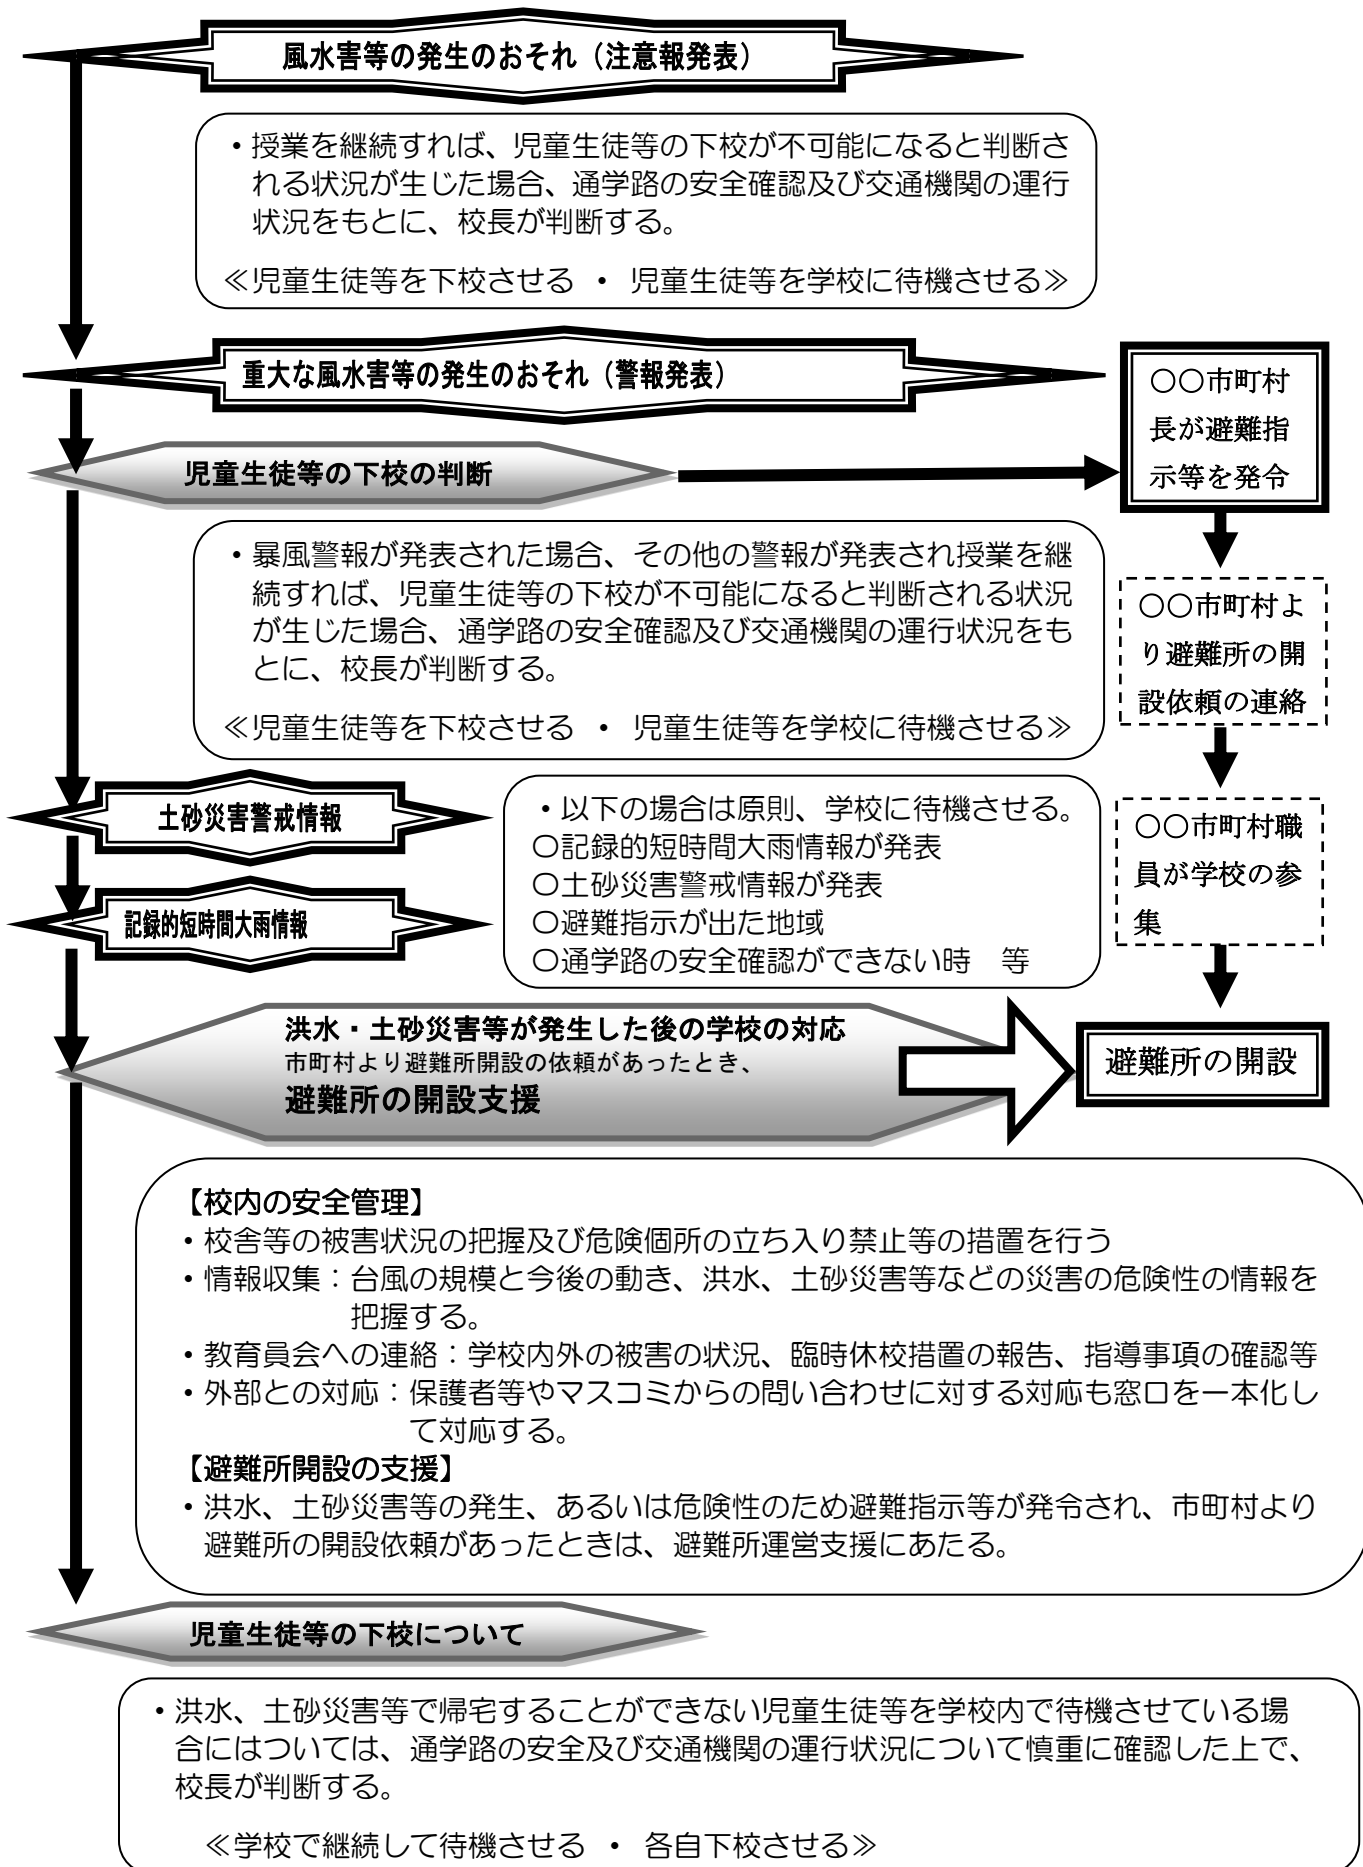 風水害等の発生のおそれ(注意報発表)
・授業を継続すれば、児童生徒等の下校が不可能になると判断さ
れる状況が生じた場合、通学路の安全確認及び交通機関の運行
状況をもとに、校長が判断する。
≪児童生徒等を下校させる ・ 児童生徒等を学校に待機させる≫
重大な風水害等の発生のおそれ(警報発表)
〇〇市町村
長が避難指
示等を発令
児童生徒等の下校の判断
・暴風警報が発表された場合、その他の警報が発表され授業を継
続すれば、児童生徒等の下校が不可能になると判断される状況
が生じた場合、通学路の安全確認及び交通機関の運行状況をも
とに、校長が判断する。
≪児童生徒等を下校させる ・ 児童生徒等を学校に待機させる≫
〇〇市町村よ
り避難所の開
設依頼の連絡
土砂災害警戒情報
記録的短時間大雨情報
・以下の場合は原則、学校に待機させる。
〇記録的短時間大雨情報が発表
〇土砂災害警戒情報が発表
〇避難指示が出た地域
〇通学路の安全確認ができない時 等
〇〇市町村職
員が学校の参
集
洪水・土砂災害等が発生した後の学校の対応
市町村より避難所開設の依頼があったとき、
避難所の開設支援
避難所の開設
【校内の安全管理】
・校舎等の被害状況の把握及び危険個所の立ち入り禁止等の措置を行う
・情報収集:台風の規模と今後の動き、洪水、土砂災害等などの災害の危険性の情報を
把握する。
・教育員会への連絡:学校内外の被害の状況、臨時休校措置の報告、指導事項の確認等
・外部との対応:保護者等やマスコミからの問い合わせに対する対応も窓口を一本化し
て対応する。
【避難所開設の支援】
・洪水、土砂災害等の発生、あるいは危険性のため避難指示等が発令され、市町村より
避難所の開設依頼があったときは、避難所運営支援にあたる。
児童生徒等の下校について
・洪水、土砂災害等で帰宅することができない児童生徒等を学校内で待機させている場
合にはついては、通学路の安全及び交通機関の運行状況について慎重に確認した上で、
校長が判断する。
≪学校で継続して待機させる ・ 各自下校させる≫